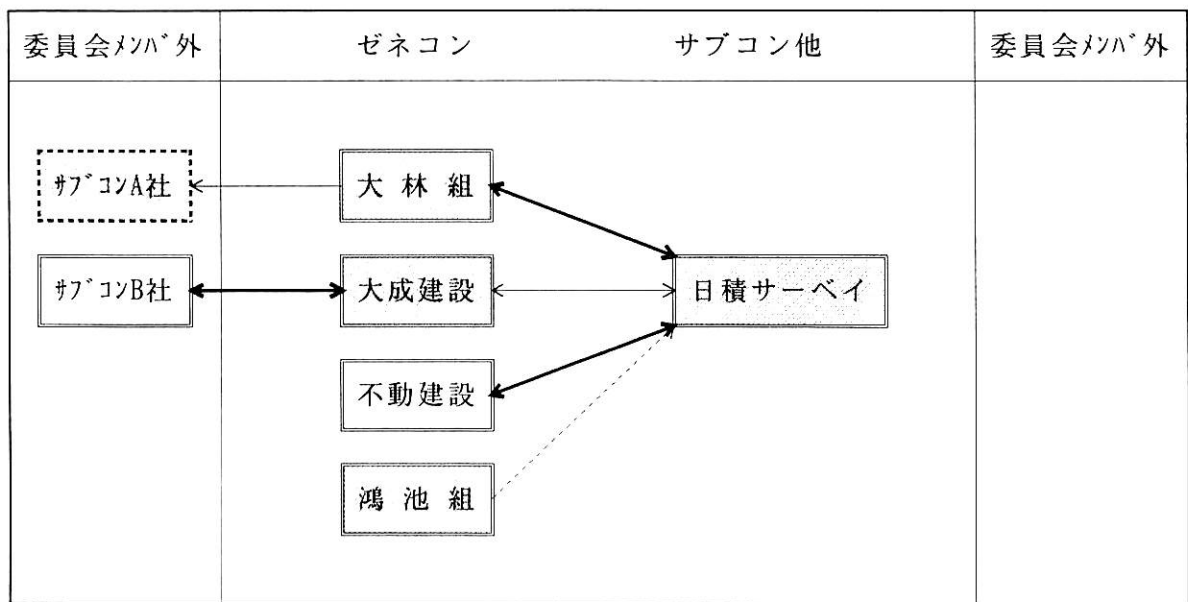 委員会ﾒﾝﾊﾞ外 ゼネコン サブコン他 委員会ﾒﾝﾊﾞ外
ｻﾌﾞｺﾝA社 大林組
ｻﾌﾞｺﾝB社 大成建設 日積サーベイ
不動建設
鴻池組